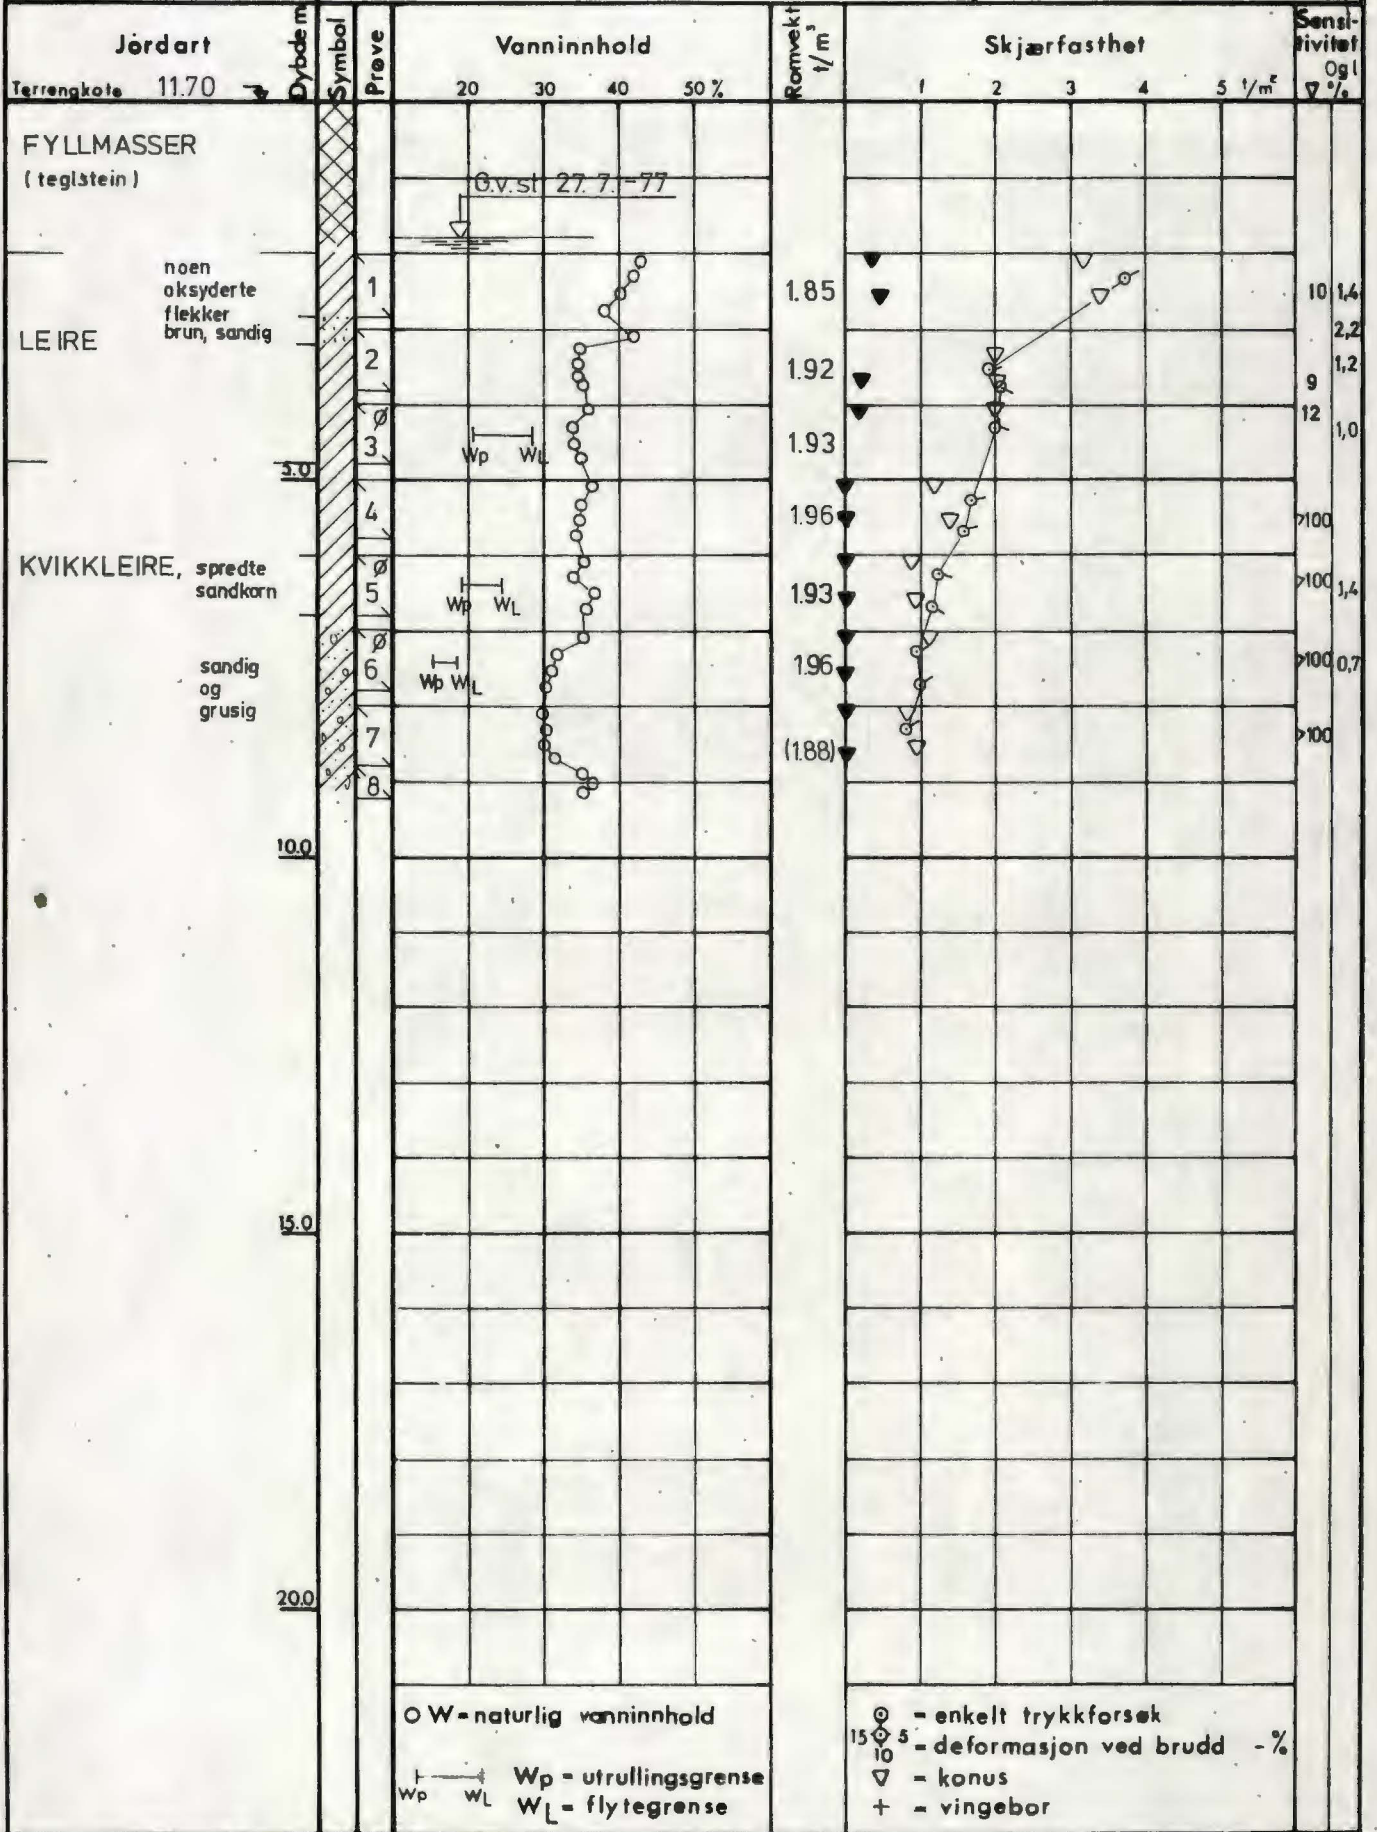 Jordart
Terrengkote 11.70
Dybde m
Symbol
Prøve
Vanninnhold
20 30 40 50 %
Romvekt t/m³
Skjærfasthet
1 2 3 4 5 t/m²
Sensitivitet
Ogl
▽ %
FYLLMASSER
(teglstein)
G.v.st 27.7.-77
noen
oksyderte
flekker
brun, sandig
LEIRE
1
2
Ø
3
4
Ø
5
Ø
6
7
8
Wp WL
Wp WL
Wp WL
5.0
KVIKKLEIRE, spredte
sandkorn
sandig
og
grusig
10.0
15.0
20.0
1.85
1.92
1.93
1.96
1.93
1.96
(1.88)
10 1,4
2,2
1,2
9
12
1,0
>100
>100 1,4
>100 0,7
>100
O W = naturlig vanninnhold
Wp WL
Wp = utrullingsgrense
WL = flytegrense
= enkelt trykkforsøk
15 5 10 = deformasjon ved brudd - %
▽ = konus
+ = vingebor